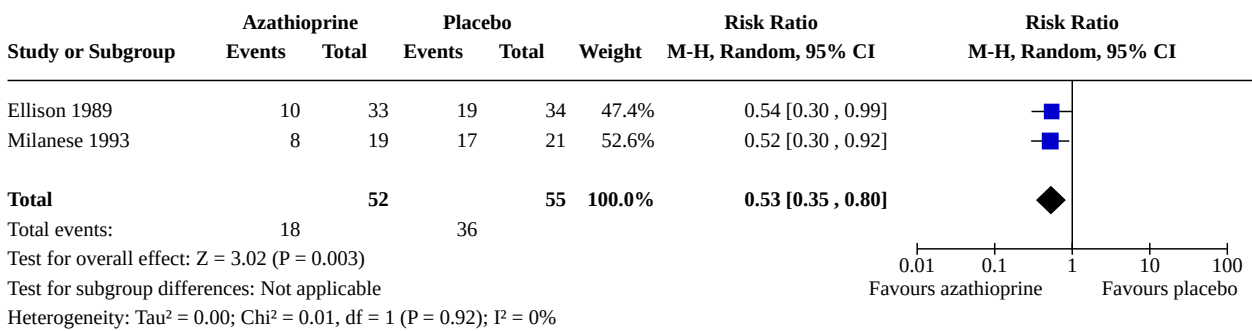 Azathioprine Placebo Risk Ratio Risk Ratio
Study or Subgroup Events Total Events Total Weight M-H, Random, 95% CI M-H, Random, 95% CI
Ellison 1989 10 33 19 34 47.4% 0.54 [0.30 , 0.99]
Milanese 1993 8 19 17 21 52.6% 0.52 [0.30 , 0.92]
Total 52 55 100.0% 0.53 [0.35 , 0.80]
Total events: 18 36
Test for overall effect: Z = 3.02 (P = 0.003) 0.01 0.1 1 10 100
Test for subgroup differences: Not applicable Favours azathioprine Favours placebo
Heterogeneity: Tau² = 0.00; Chi² = 0.01, df = 1 (P = 0.92); I² = 0%